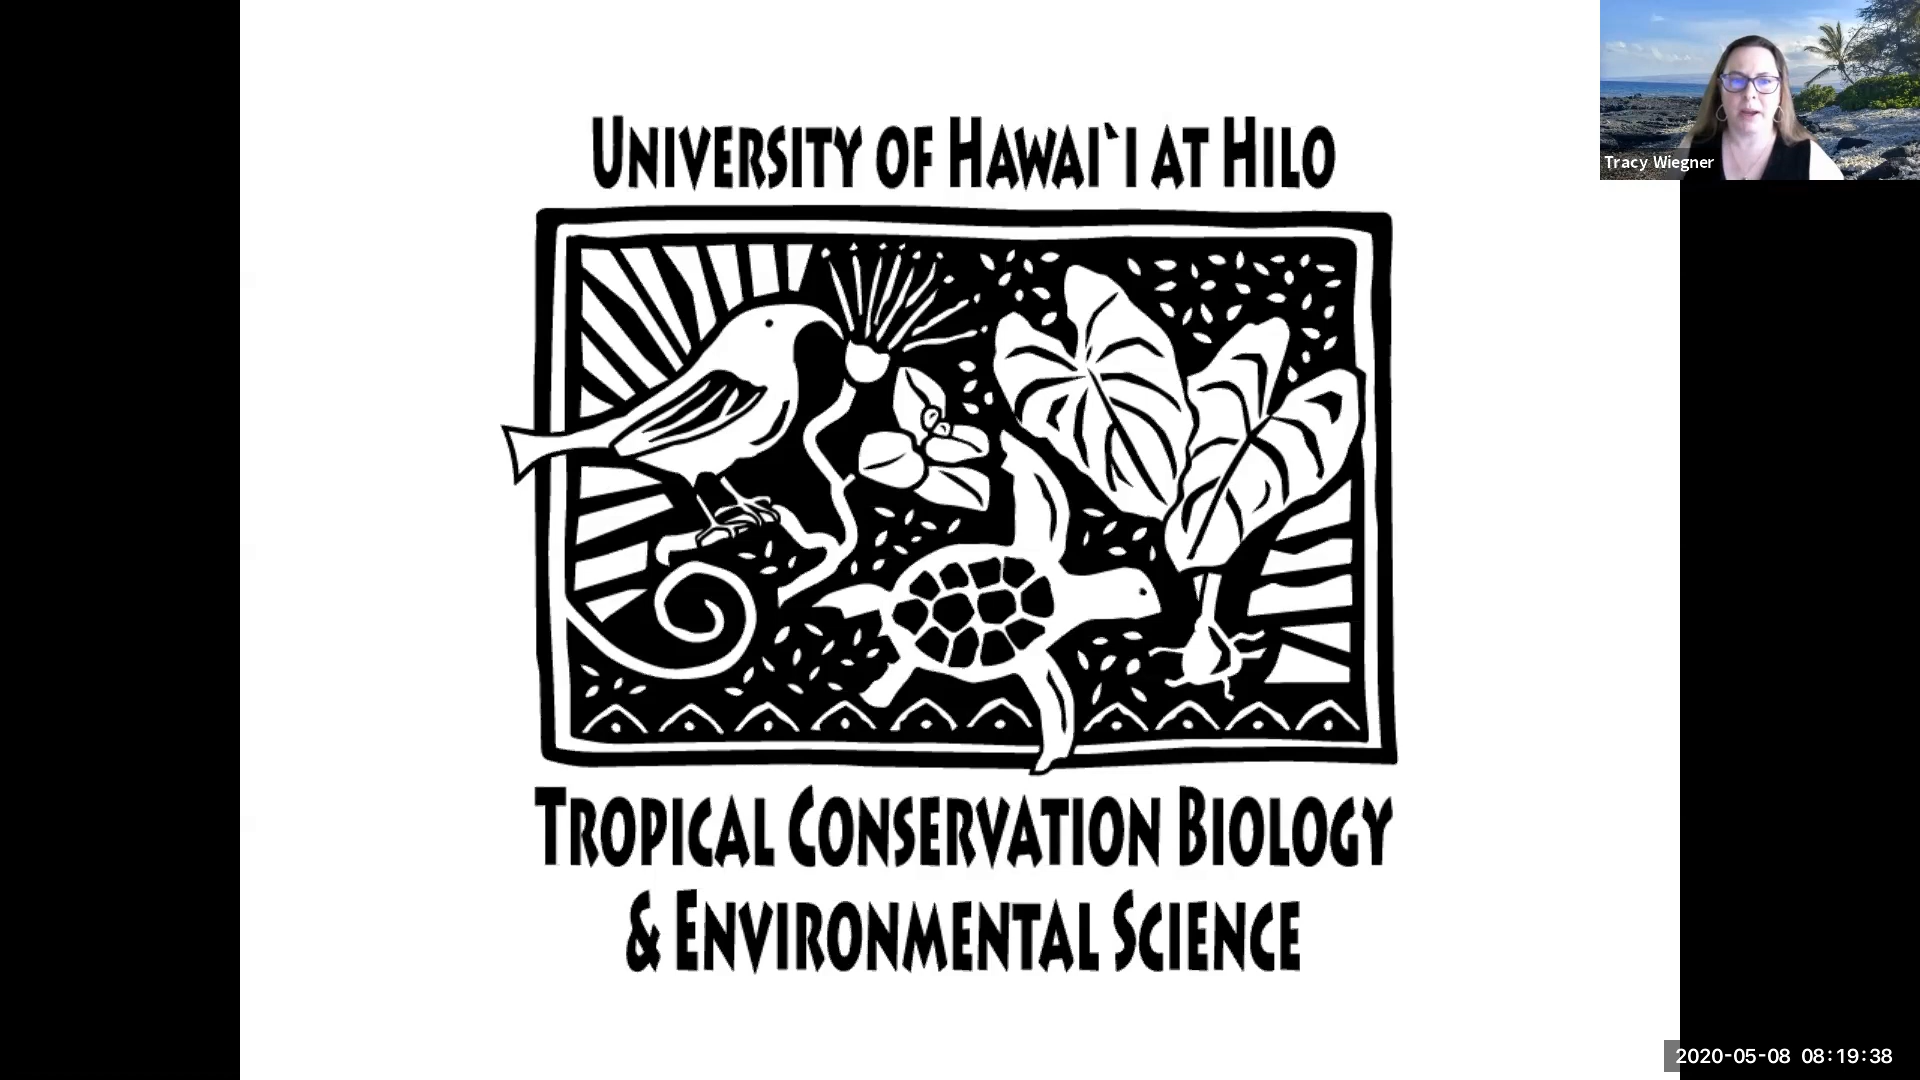 UNIVERSITY OF HAWAI`I AT HILO
Tracy Wiegner
TROPICAL CONSERVATION BIOLOGY
& ENVIRONMENTAL SCIENCE
2020-05-08 08:19:38